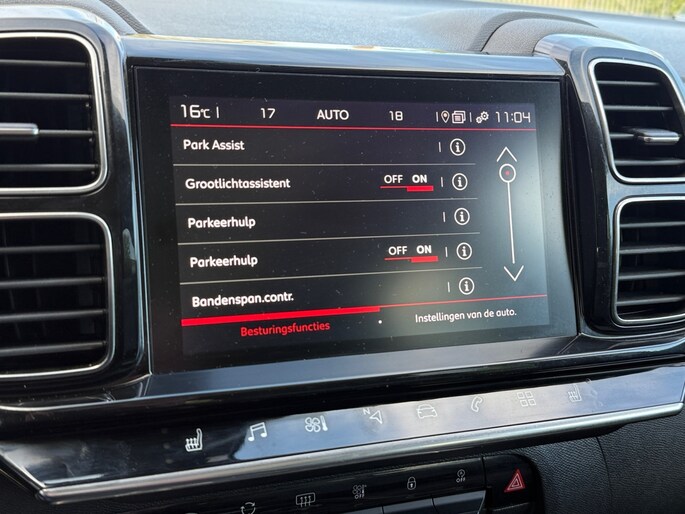 16°C 17 AUTO 18 11:04
Park Assist
Grootlichtassistent OFF ON
Parkeerhulp
Parkeerhulp OFF ON
Bandenspan.contr.
Besturingsfuncties Instellingen van de auto.
N